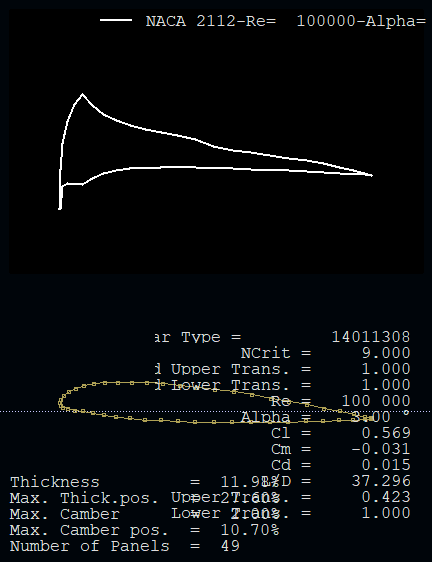 NACA 2112-Re= 100000-Alpha=
ar Type = 14011308
NCrit = 9.000
d Upper Trans. = 1.000
d Lower Trans. = 1.000
Re = 100 000
Alpha = 3.00 °
Cl = 0.569
Cm = -0.031
Cd = 0.015
L/D = 37.296
Upper Trans. = 0.423
Lower Trans. = 1.000
Thickness = 11.98%
Max. Thick.pos. = 27.60%
Max. Camber = 2.00%
Max. Camber pos. = 10.70%
Number of Panels = 49